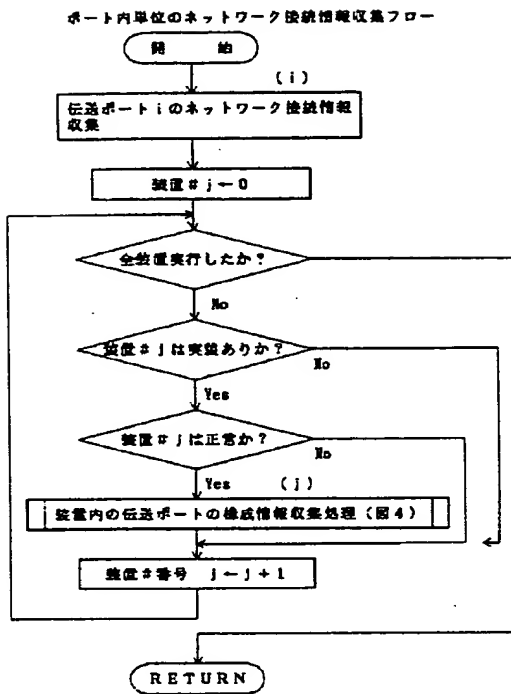 ポート内単位のネットワーク接続情報収集フロー
開 始
(i)
伝送ポートiのネットワーク接続情報
収集
装置#j←0
全装置実行したか?
No
装置#jは実装ありか?
No
Yes
装置#jは正常か?
No
Yes (j)
装置内の伝送ポートの構成情報収集処理(図4)
装置#番号 j←j+1
RETURN